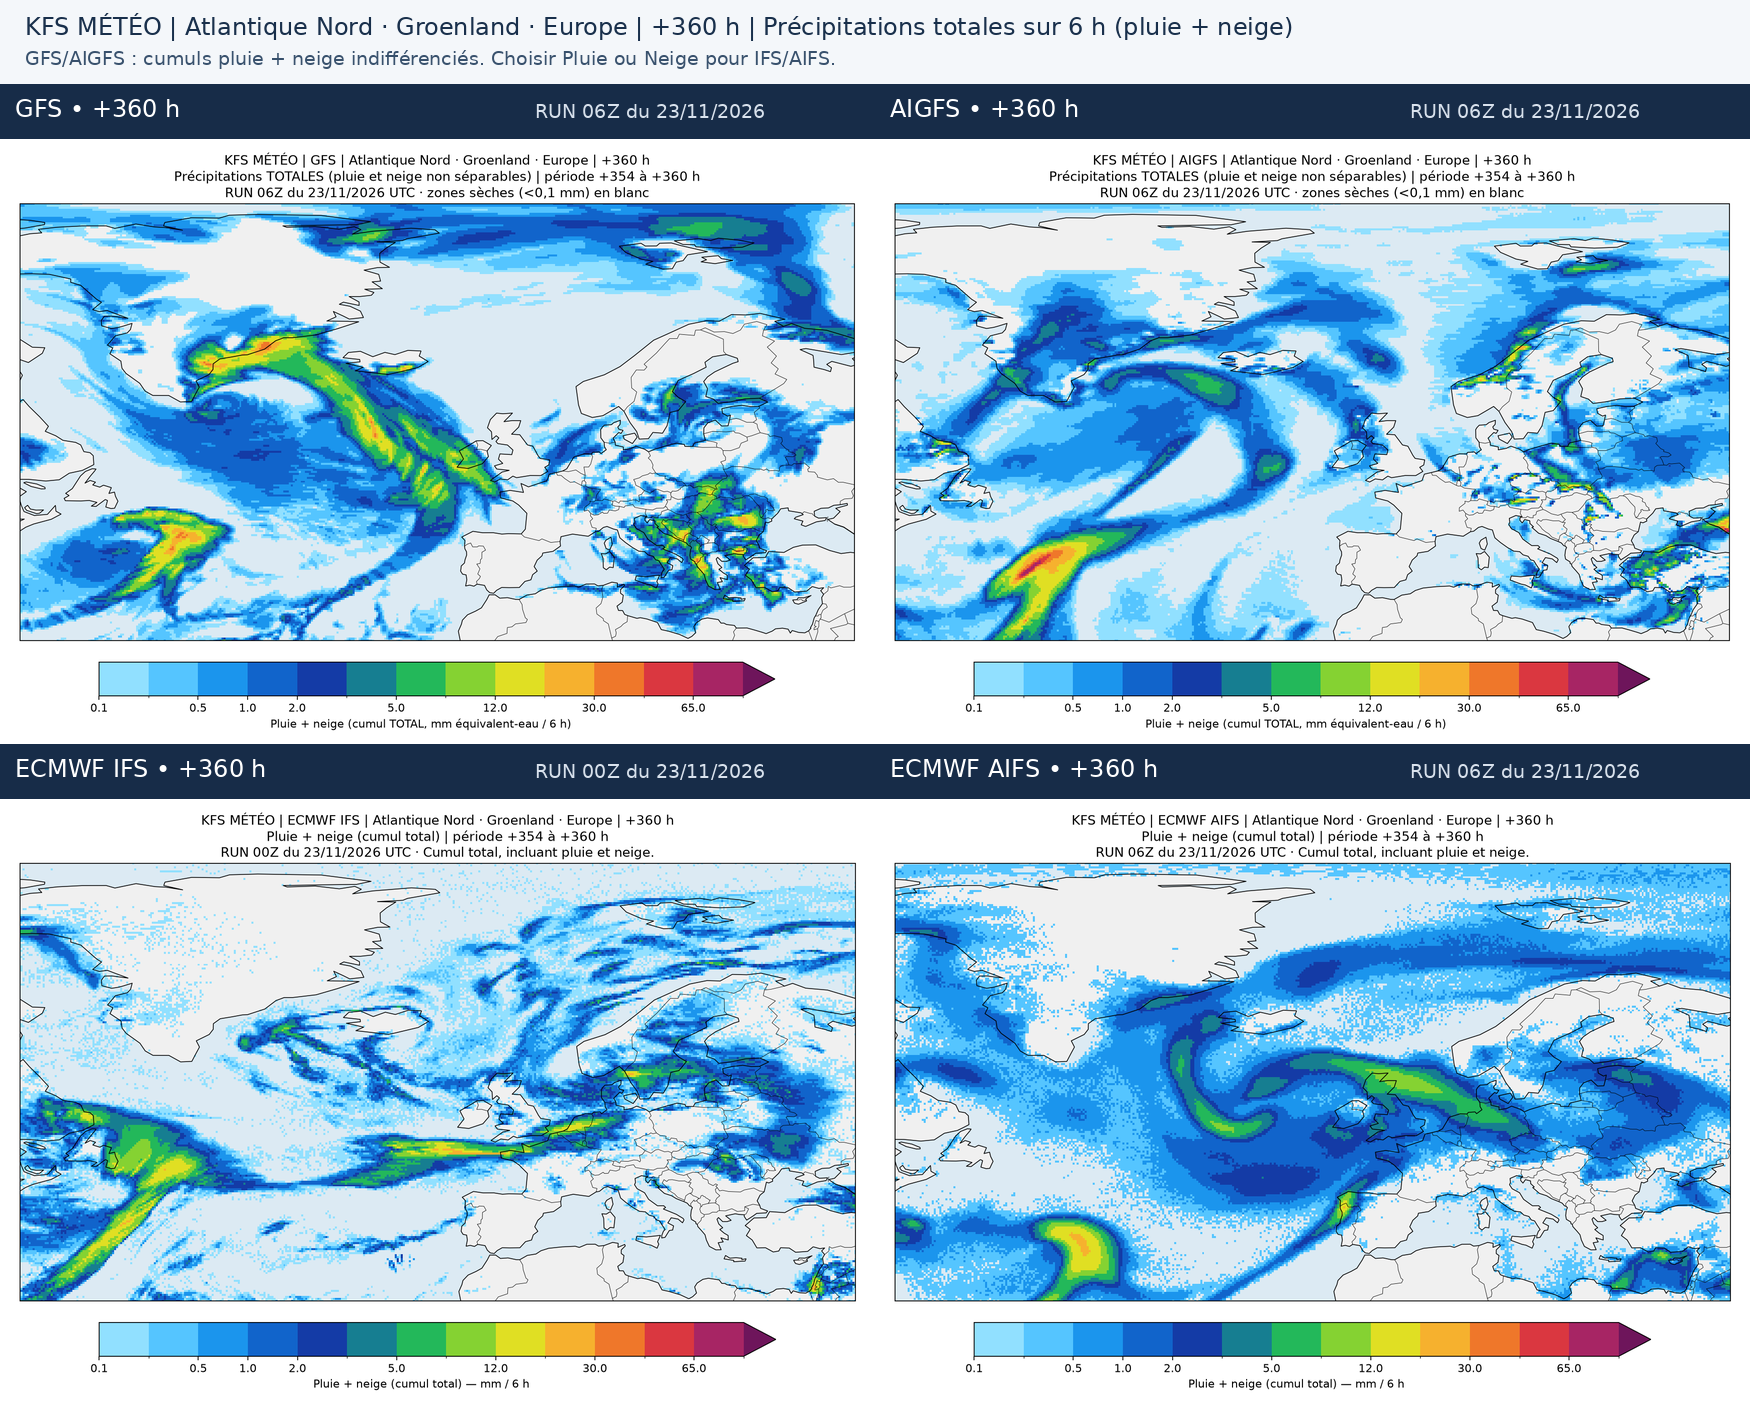 KFS MÉTÉO | Atlantique Nord · Groenland · Europe | +360 h | Précipitations totales sur 6 h (pluie + neige)
GFS/AIGFS : cumuls pluie + neige indifférenciés. Choisir Pluie ou Neige pour IFS/AIFS.
GFS • +360 h
RUN 06Z du 23/11/2026
AIGFS • +360 h
RUN 06Z du 23/11/2026
KFS MÉTÉO | GFS | Atlantique Nord · Groenland · Europe | +360 h
Précipitations TOTALES (pluie et neige non séparables) | période +354 à +360 h
RUN 06Z du 23/11/2026 UTC · zones sèches (<0,1 mm) en blanc
KFS MÉTÉO | AIGFS | Atlantique Nord · Groenland · Europe | +360 h
Précipitations TOTALES (pluie et neige non séparables) | période +354 à +360 h
RUN 06Z du 23/11/2026 UTC · zones sèches (<0,1 mm) en blanc
0.1 0.5 1.0 2.0 5.0 12.0 30.0 65.0
Pluie + neige (cumul TOTAL, mm équivalent-eau / 6 h)
0.1 0.5 1.0 2.0 5.0 12.0 30.0 65.0
Pluie + neige (cumul TOTAL, mm équivalent-eau / 6 h)
ECMWF IFS • +360 h
RUN 00Z du 23/11/2026
ECMWF AIFS • +360 h
RUN 06Z du 23/11/2026
KFS MÉTÉO | ECMWF IFS | Atlantique Nord · Groenland · Europe | +360 h
Pluie + neige (cumul total) | période +354 à +360 h
RUN 00Z du 23/11/2026 UTC · Cumul total, incluant pluie et neige.
KFS MÉTÉO | ECMWF AIFS | Atlantique Nord · Groenland · Europe | +360 h
Pluie + neige (cumul total) | période +354 à +360 h
RUN 06Z du 23/11/2026 UTC · Cumul total, incluant pluie et neige.
0.1 0.5 1.0 2.0 5.0 12.0 30.0 65.0
Pluie + neige (cumul total) — mm / 6 h
0.1 0.5 1.0 2.0 5.0 12.0 30.0 65.0
Pluie + neige (cumul total) — mm / 6 h